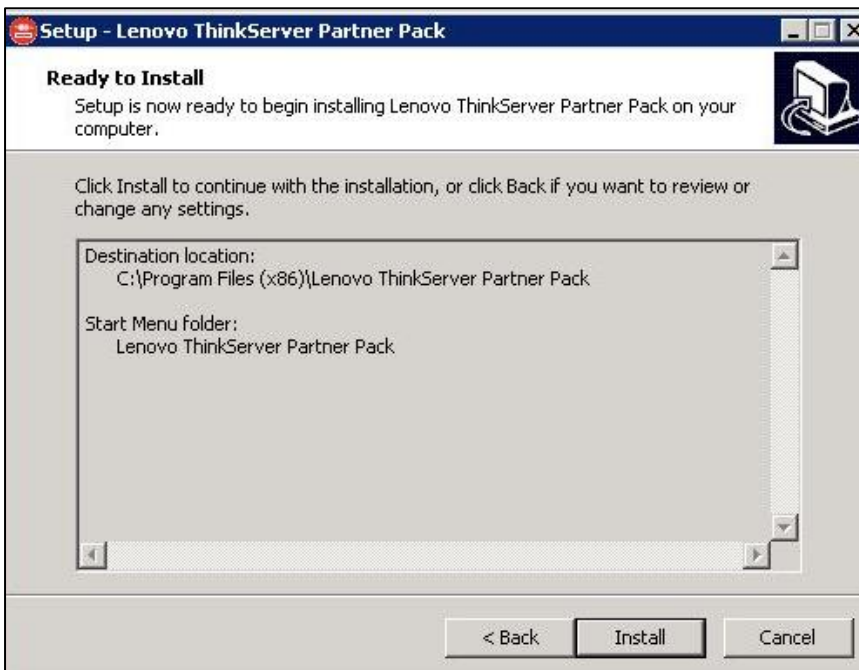 Setup - Lenovo ThinkServer Partner Pack
Ready to Install
Setup is now ready to begin installing Lenovo ThinkServer Partner Pack on your
computer.
Click Install to continue with the installation, or click Back if you want to review or
change any settings.
Destination location:
C:\Program Files (x86)\Lenovo ThinkServer Partner Pack
Start Menu folder:
Lenovo ThinkServer Partner Pack
< Back
Install
Cancel